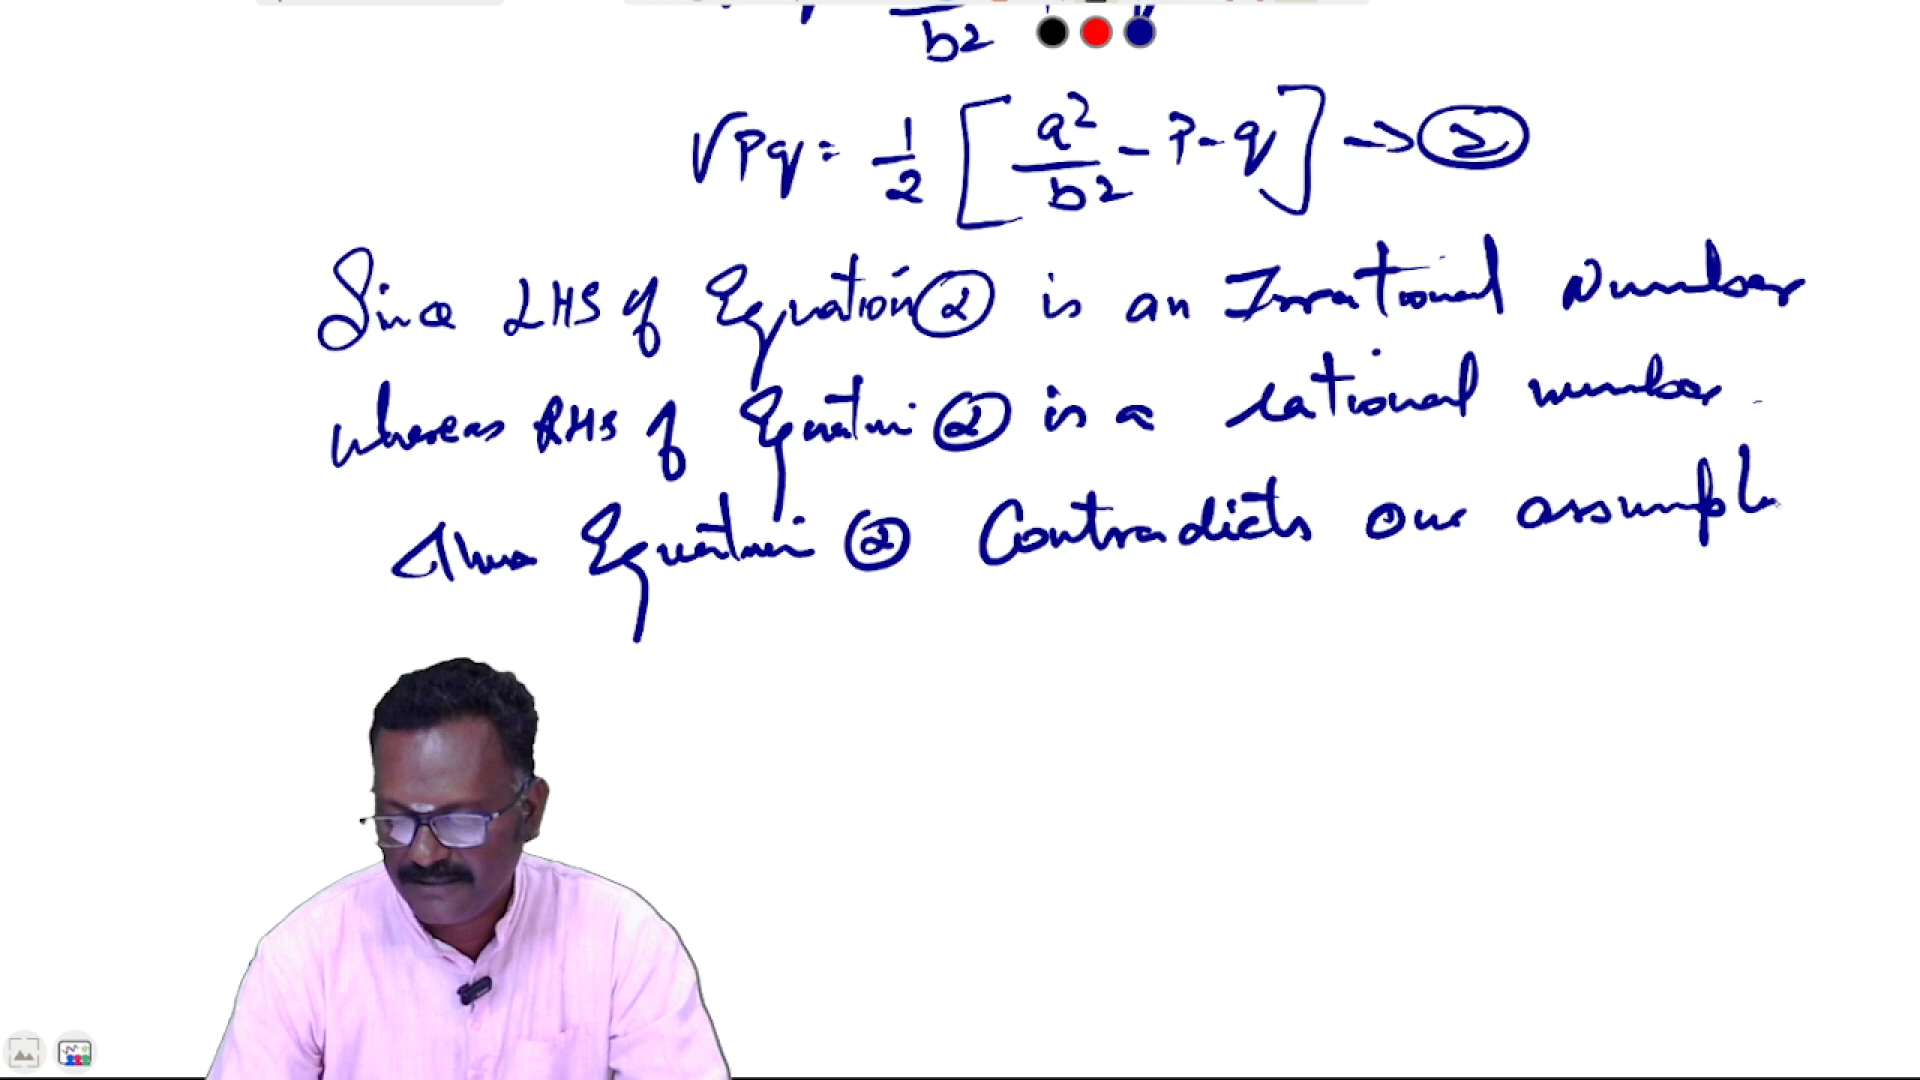 b²
√pq = 1/2 [a²/b² - p - q] → ②
Since LHS of Equation ② is an Irrational Number
whereas RHS of Equation ② is a rational number.
Thus Equation ② Contradicts our